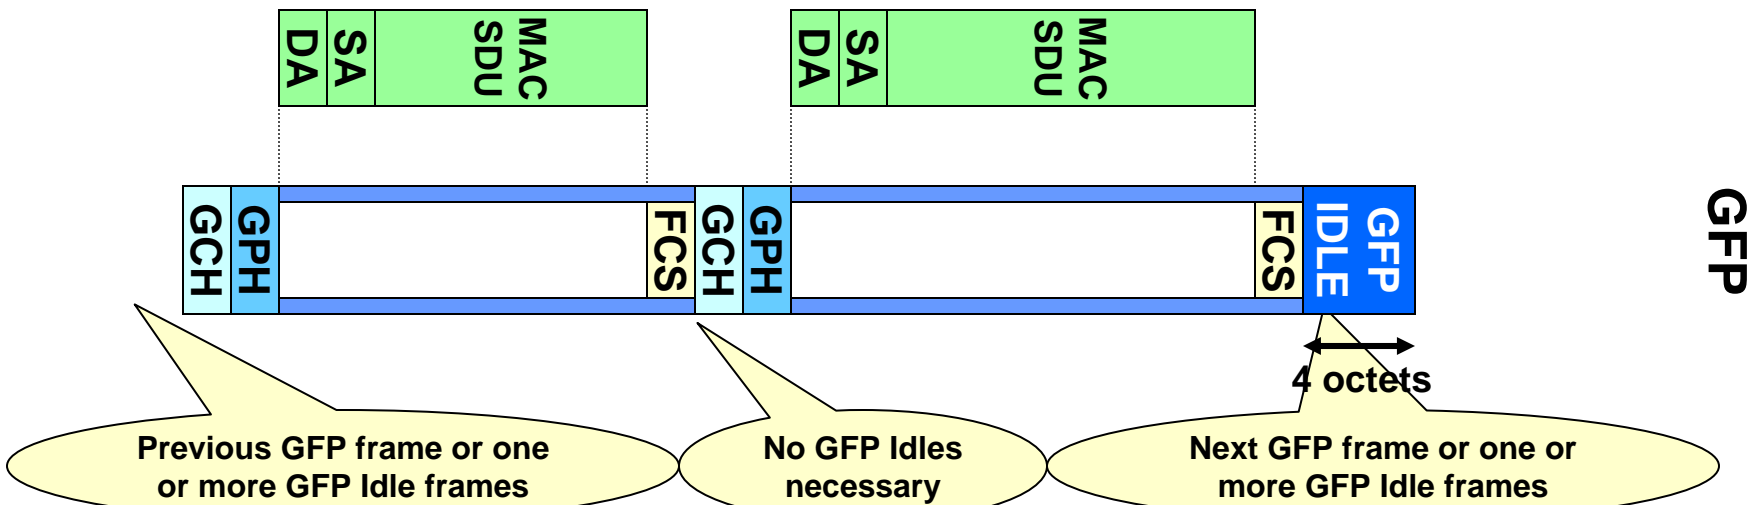 DA
SA
MAC
SDU
DA
SA
MAC
SDU
GCH
GPH
FCS
GCH
GPH
FCS
GFP
IDLE
GFP
4 octets
Previous GFP frame or one
or more GFP Idle frames
No GFP Idles
necessary
Next GFP frame or one or
more GFP Idle frames